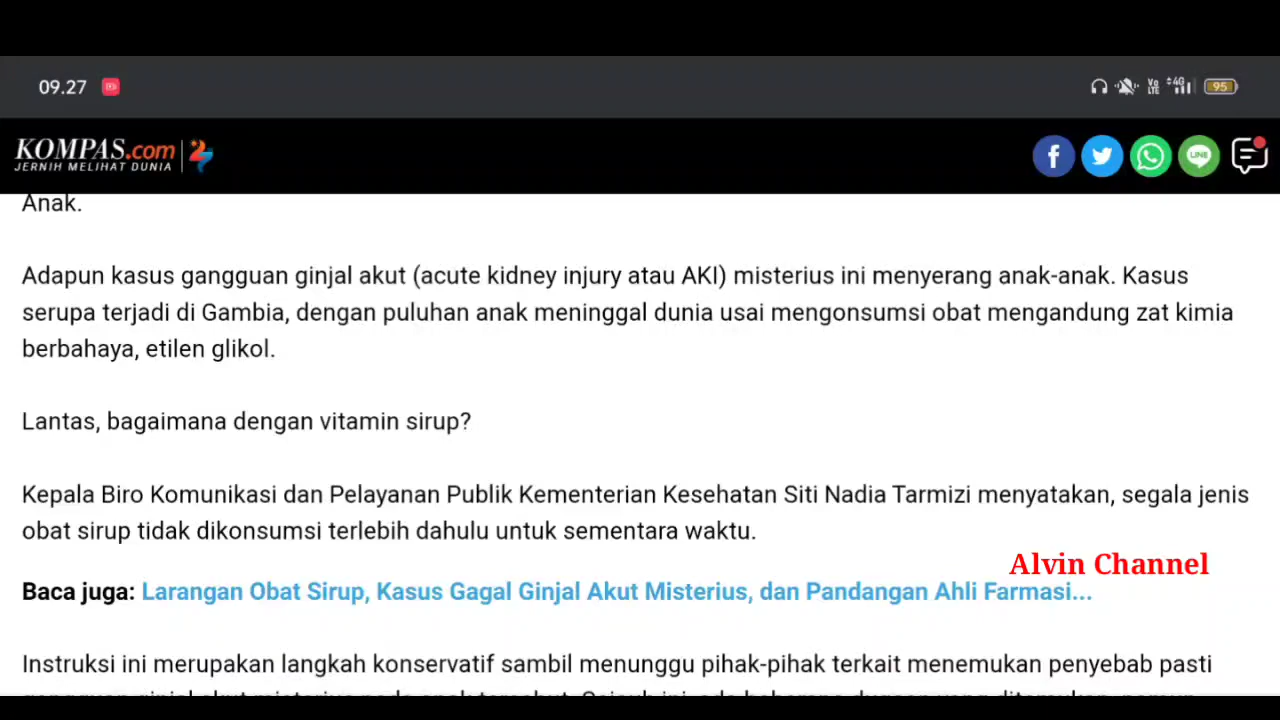 09.27
Vo LTE 4G 95
KOMPAS.com
JERNIH MELIHAT DUNIA
LINE
Anak.
Adapun kasus gangguan ginjal akut (acute kidney injury atau AKI) misterius ini menyerang anak-anak. Kasus
serupa terjadi di Gambia, dengan puluhan anak meninggal dunia usai mengonsumsi obat mengandung zat kimia
berbahaya, etilen glikol.
Lantas, bagaimana dengan vitamin sirup?
Kepala Biro Komunikasi dan Pelayanan Publik Kementerian Kesehatan Siti Nadia Tarmizi menyatakan, segala jenis
obat sirup tidak dikonsumsi terlebih dahulu untuk sementara waktu.
Alvin Channel
Baca juga: Larangan Obat Sirup, Kasus Gagal Ginjal Akut Misterius, dan Pandangan Ahli Farmasi...
Instruksi ini merupakan langkah konservatif sambil menunggu pihak-pihak terkait menemukan penyebab pasti